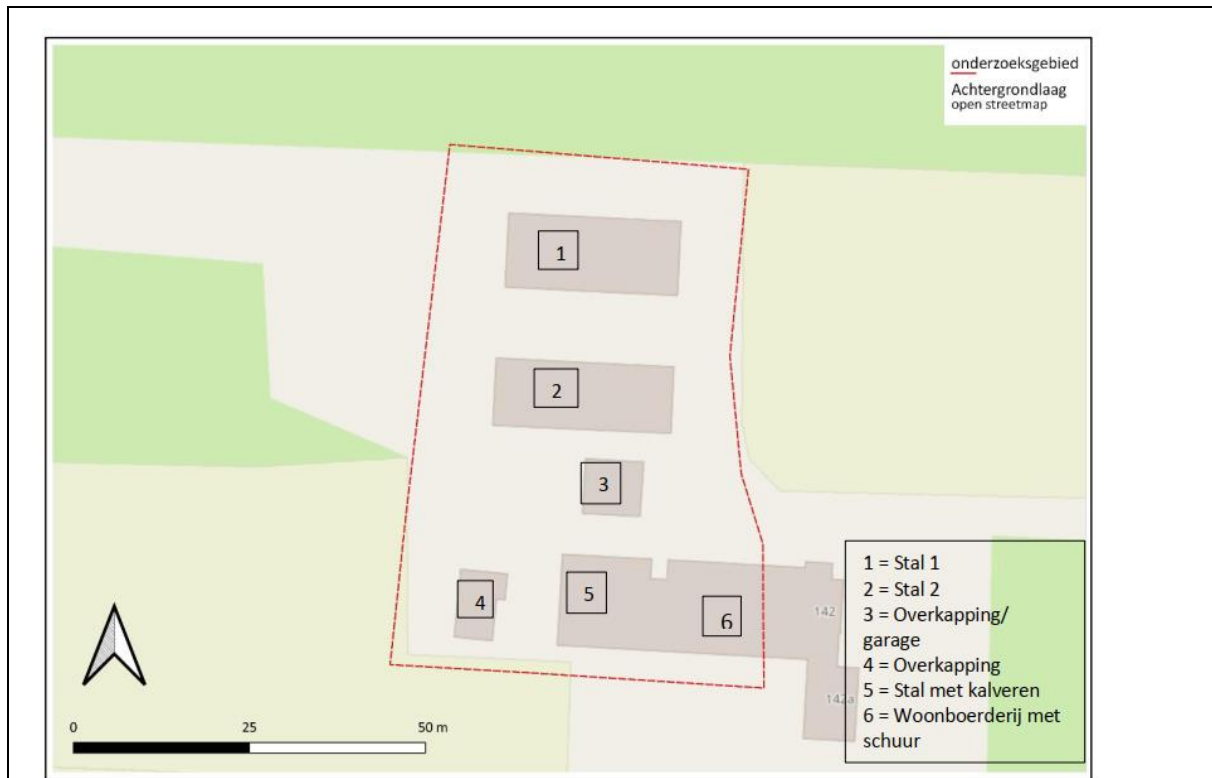 onderzoeksgebied
Achtergrondlaag
open streetmap
1
2
3
4
5
6
142
142a
1 = Stal 1
2 = Stal 2
3 = Overkapping/
garage
4 = Overkapping
5 = Stal met kalveren
6 = Woonboerderij met
schuur
0 25 50 m